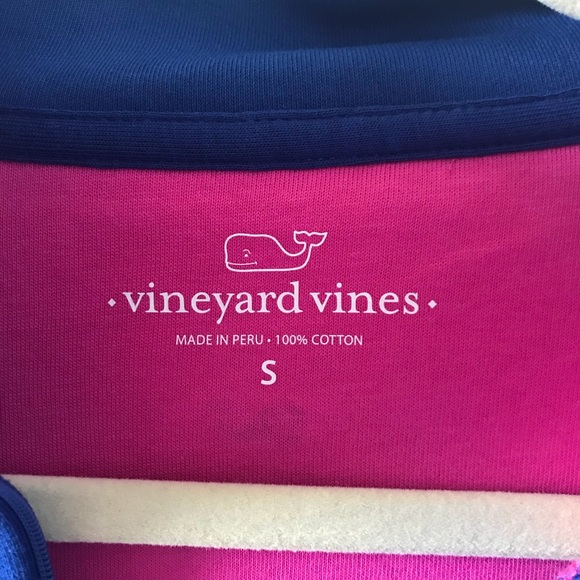 • vineyard vines •
MADE IN PERU • 100% COTTON
S